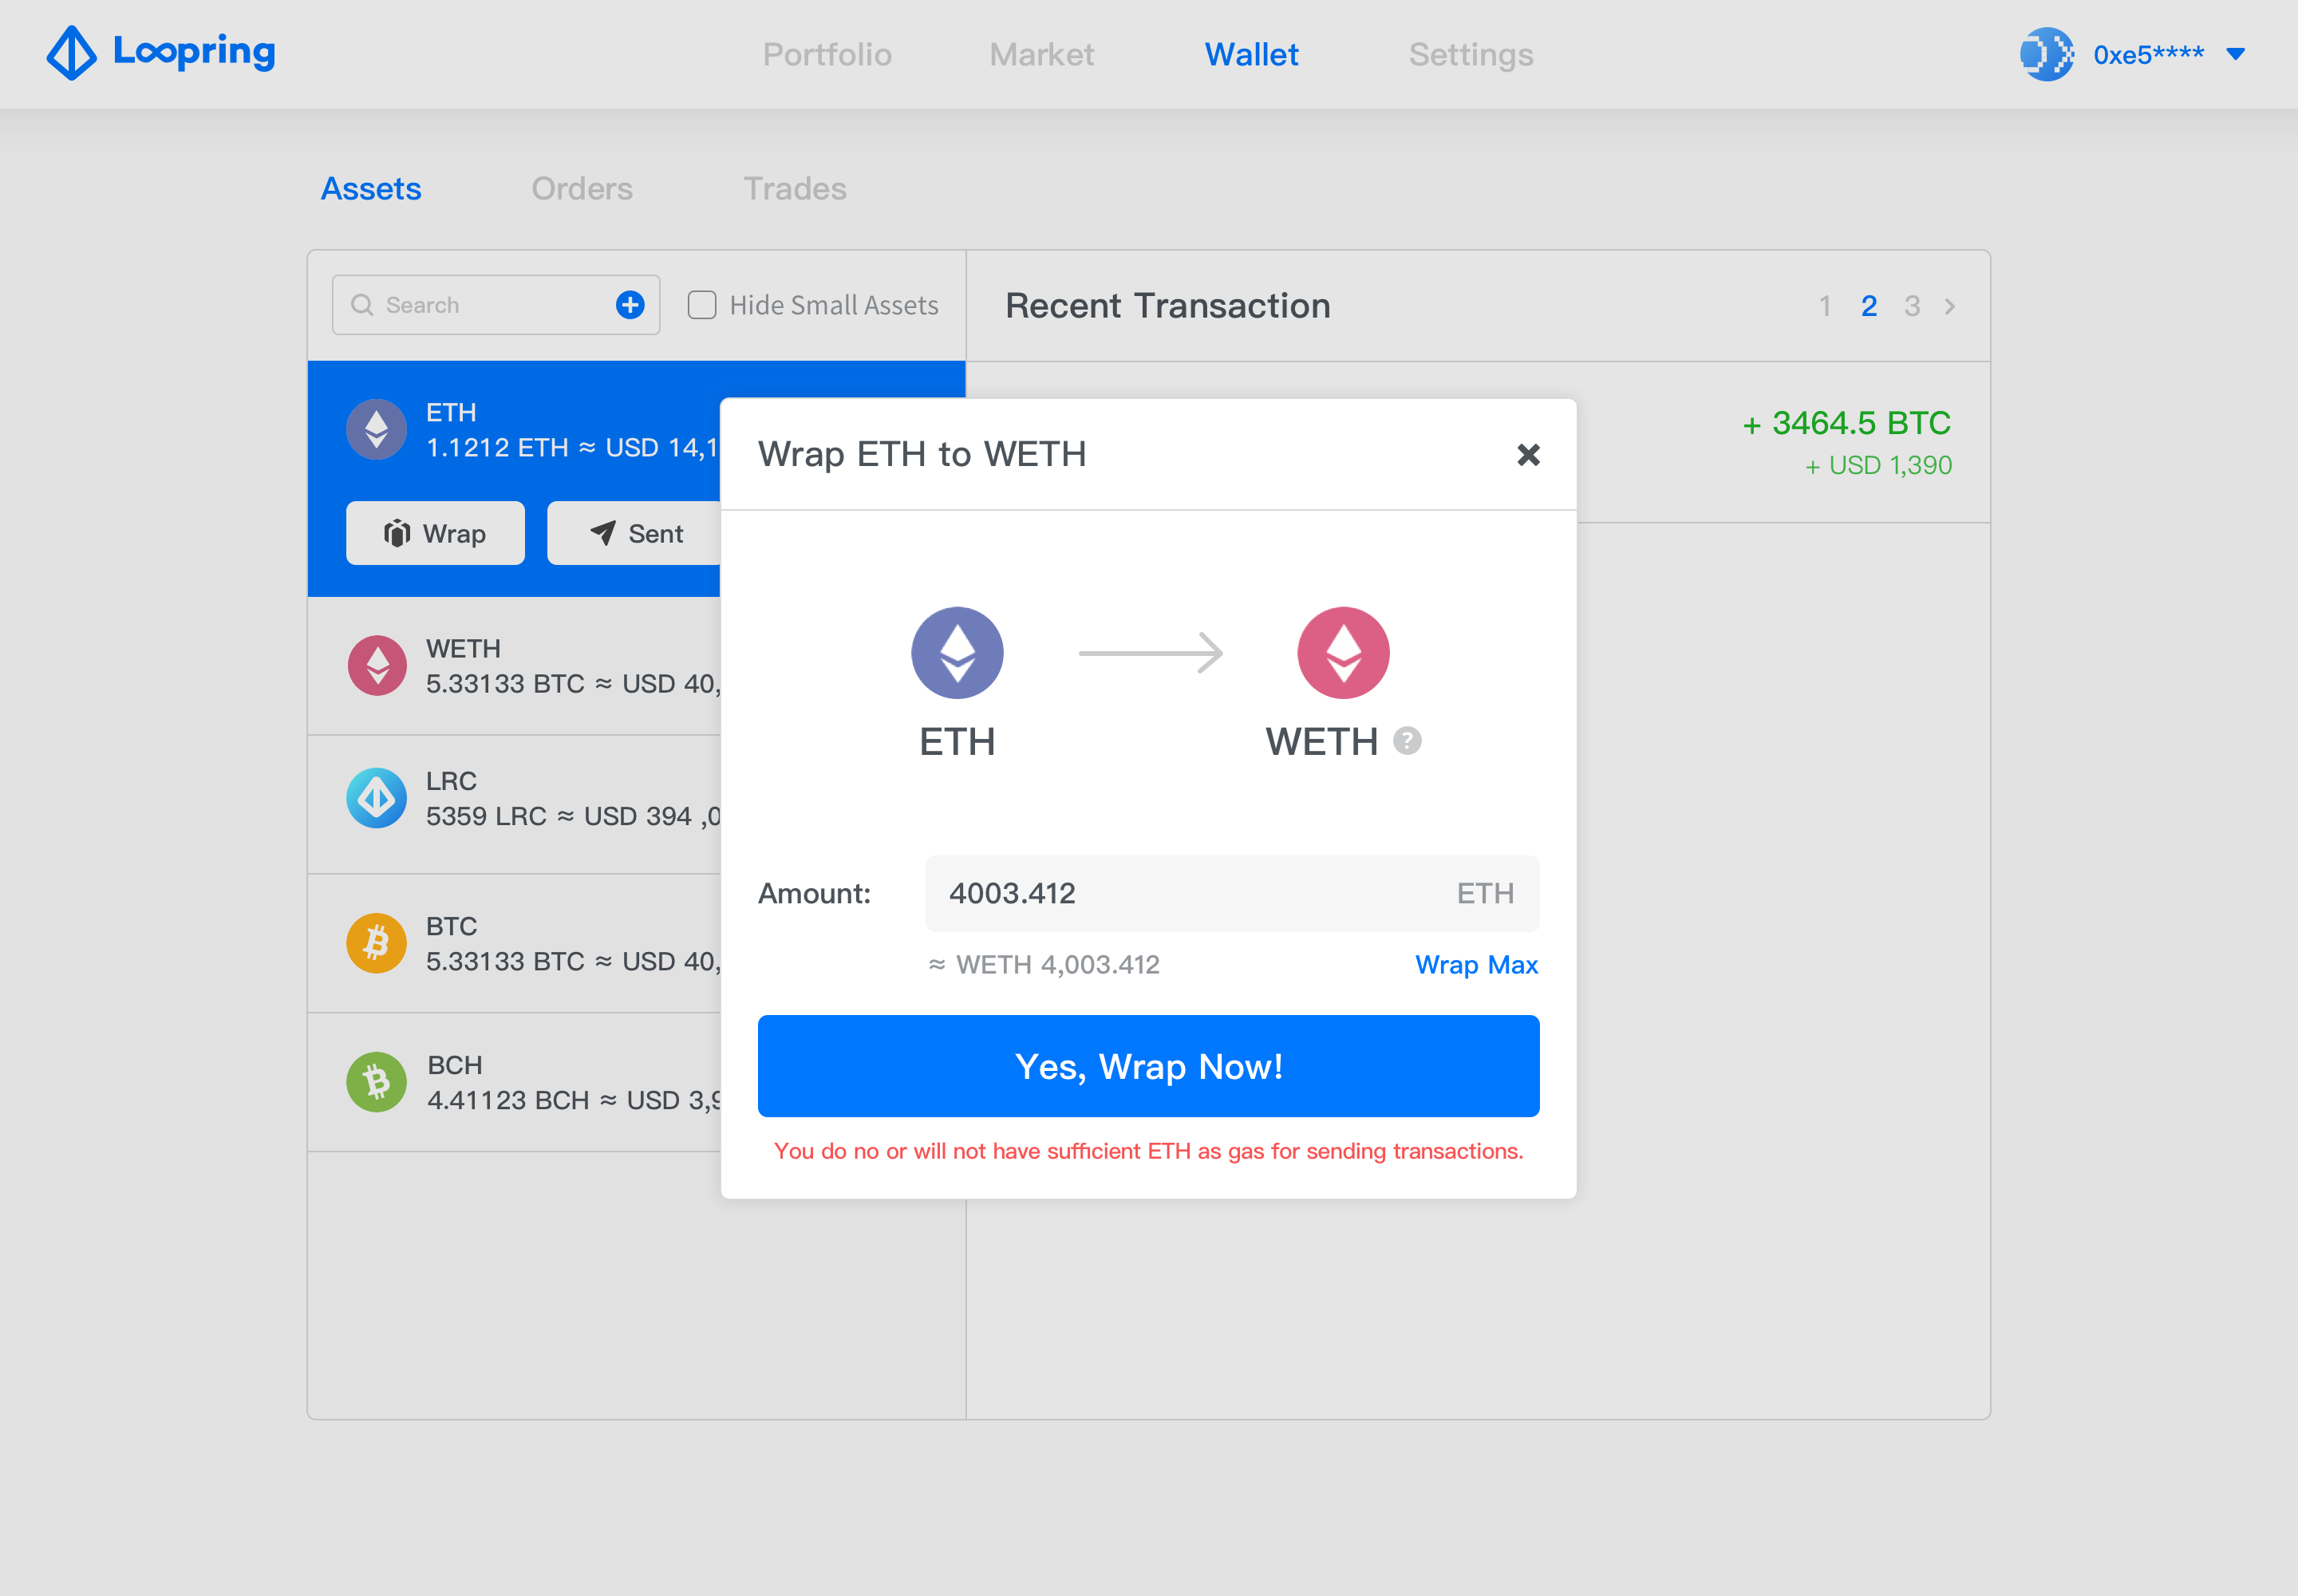 Loopring
Portfolio Market Wallet Settings
0xe5****
Assets Orders Trades
Search
Hide Small Assets
Recent Transaction
1 2 3
ETH
1.1212 ETH ≈ USD 14,1
Wrap
Sent
WETH
5.33133 BTC ≈ USD 40,
LRC
5359 LRC ≈ USD 394 ,0
BTC
5.33133 BTC ≈ USD 40,
BCH
4.41123 BCH ≈ USD 3,9
+ 3464.5 BTC
+ USD 1,390
Wrap ETH to WETH
ETH
WETH ?
Amount: 4003.412 ETH
≈ WETH 4,003.412
Wrap Max
Yes, Wrap Now!
You do no or will not have sufficient ETH as gas for sending transactions.